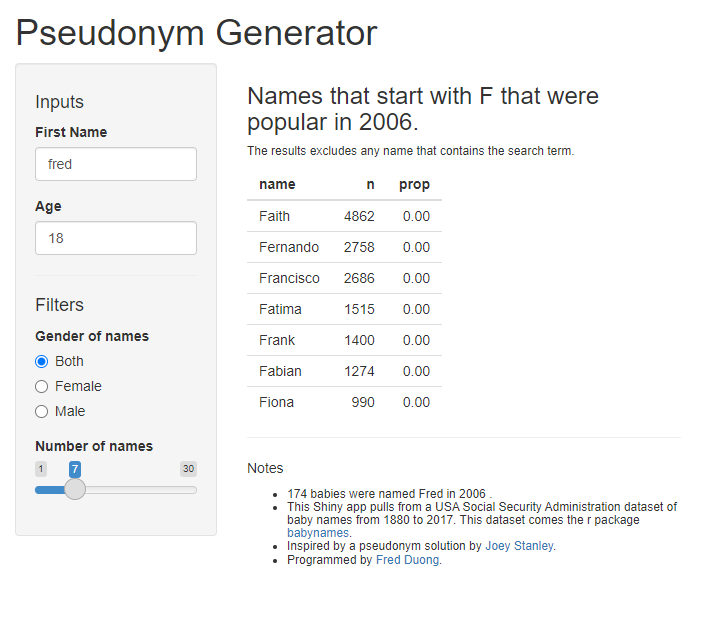 Pseudonym Generator
Inputs
First Name
fred
Age
18
Filters
Gender of names
Both
Female
Male
Number of names
1 7 30
Names that start with F that were
popular in 2006.
The results excludes any name that contains the search term.
name n prop
Faith 4862 0.00
Fernando 2758 0.00
Francisco 2686 0.00
Fatima 1515 0.00
Frank 1400 0.00
Fabian 1274 0.00
Fiona 990 0.00
Notes
174 babies were named Fred in 2006 .
This Shiny app pulls from a USA Social Security Administration dataset of
baby names from 1880 to 2017. This dataset comes the r package
babynames.
Inspired by a pseudonym solution by Joey Stanley.
Programmed by Fred Duong.